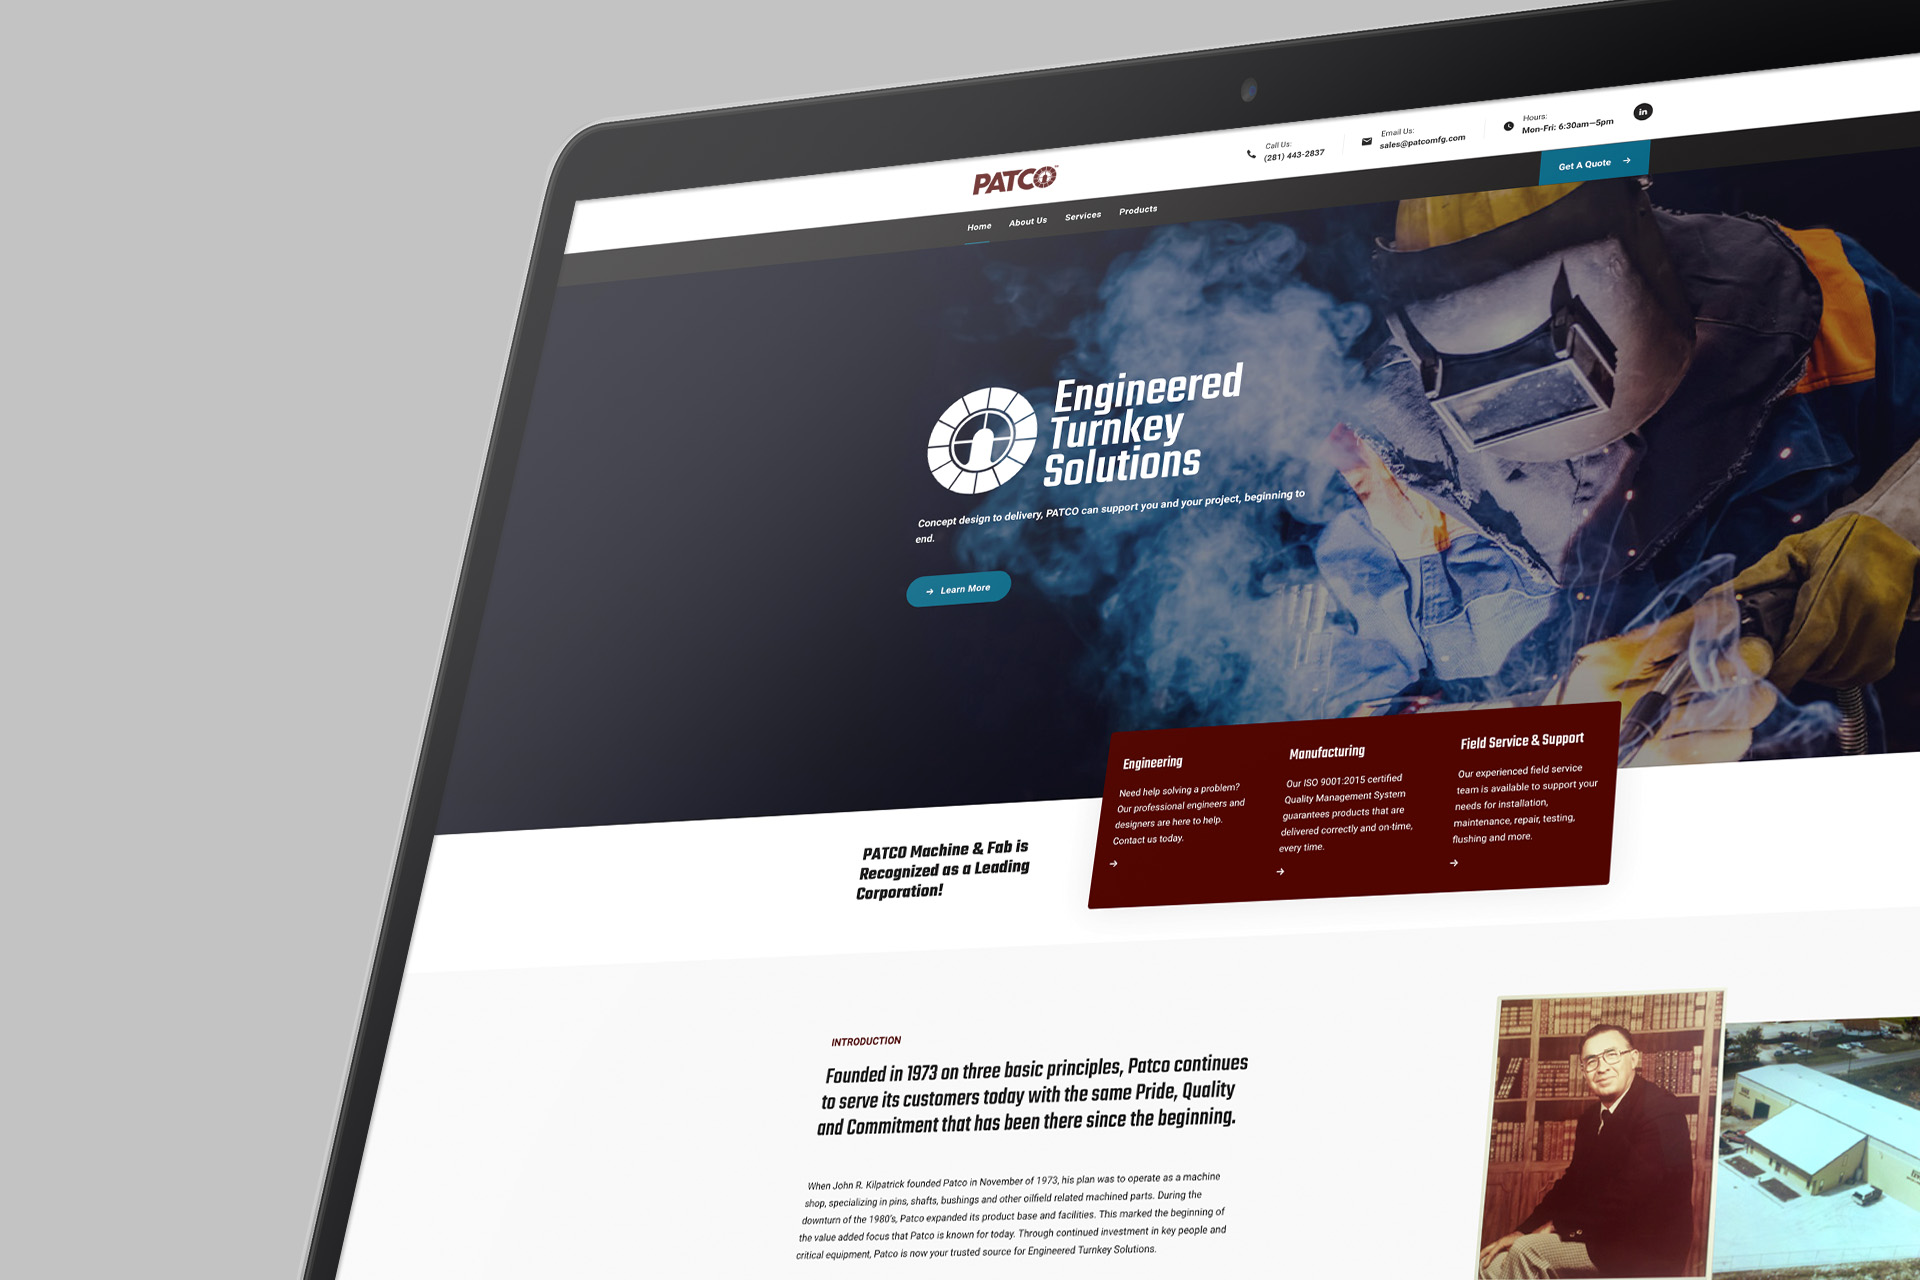 PATCO
Call Us:
(281) 443-2837
Email Us:
sales@patcomfg.com
Hours:
Mon-Fri: 6:30am—5pm
in
Home
About Us
Services
Products
Get A Quote
Engineered
Turnkey
Solutions
Concept design to delivery, PATCO can support you and your project, beginning to
end.
Learn More
PATCO Machine & Fab is
Recognized as a Leading
Corporation!
Engineering
Need help solving a problem?
Our professional engineers and
designers are here to help.
Contact us today.
Manufacturing
Our ISO 9001:2015 certified
Quality Management System
guarantees products that are
delivered correctly and on-time,
every time.
Field Service & Support
Our experienced field service
team is available to support your
needs for installation,
maintenance, repair, testing,
flushing and more.
INTRODUCTION
Founded in 1973 on three basic principles, Patco continues
to serve its customers today with the same Pride, Quality
and Commitment that has been there since the beginning.
When John R. Kilpatrick founded Patco in November of 1973, his plan was to operate as a machine
shop, specializing in pins, shafts, bushings and other oilfield related machined parts. During the
downturn of the 1980's, Patco expanded its product base and facilities. This marked the beginning of
the value added focus that Patco is known for today. Through continued investment in key people and
critical equipment, Patco is now your trusted source for Engineered Turnkey Solutions.